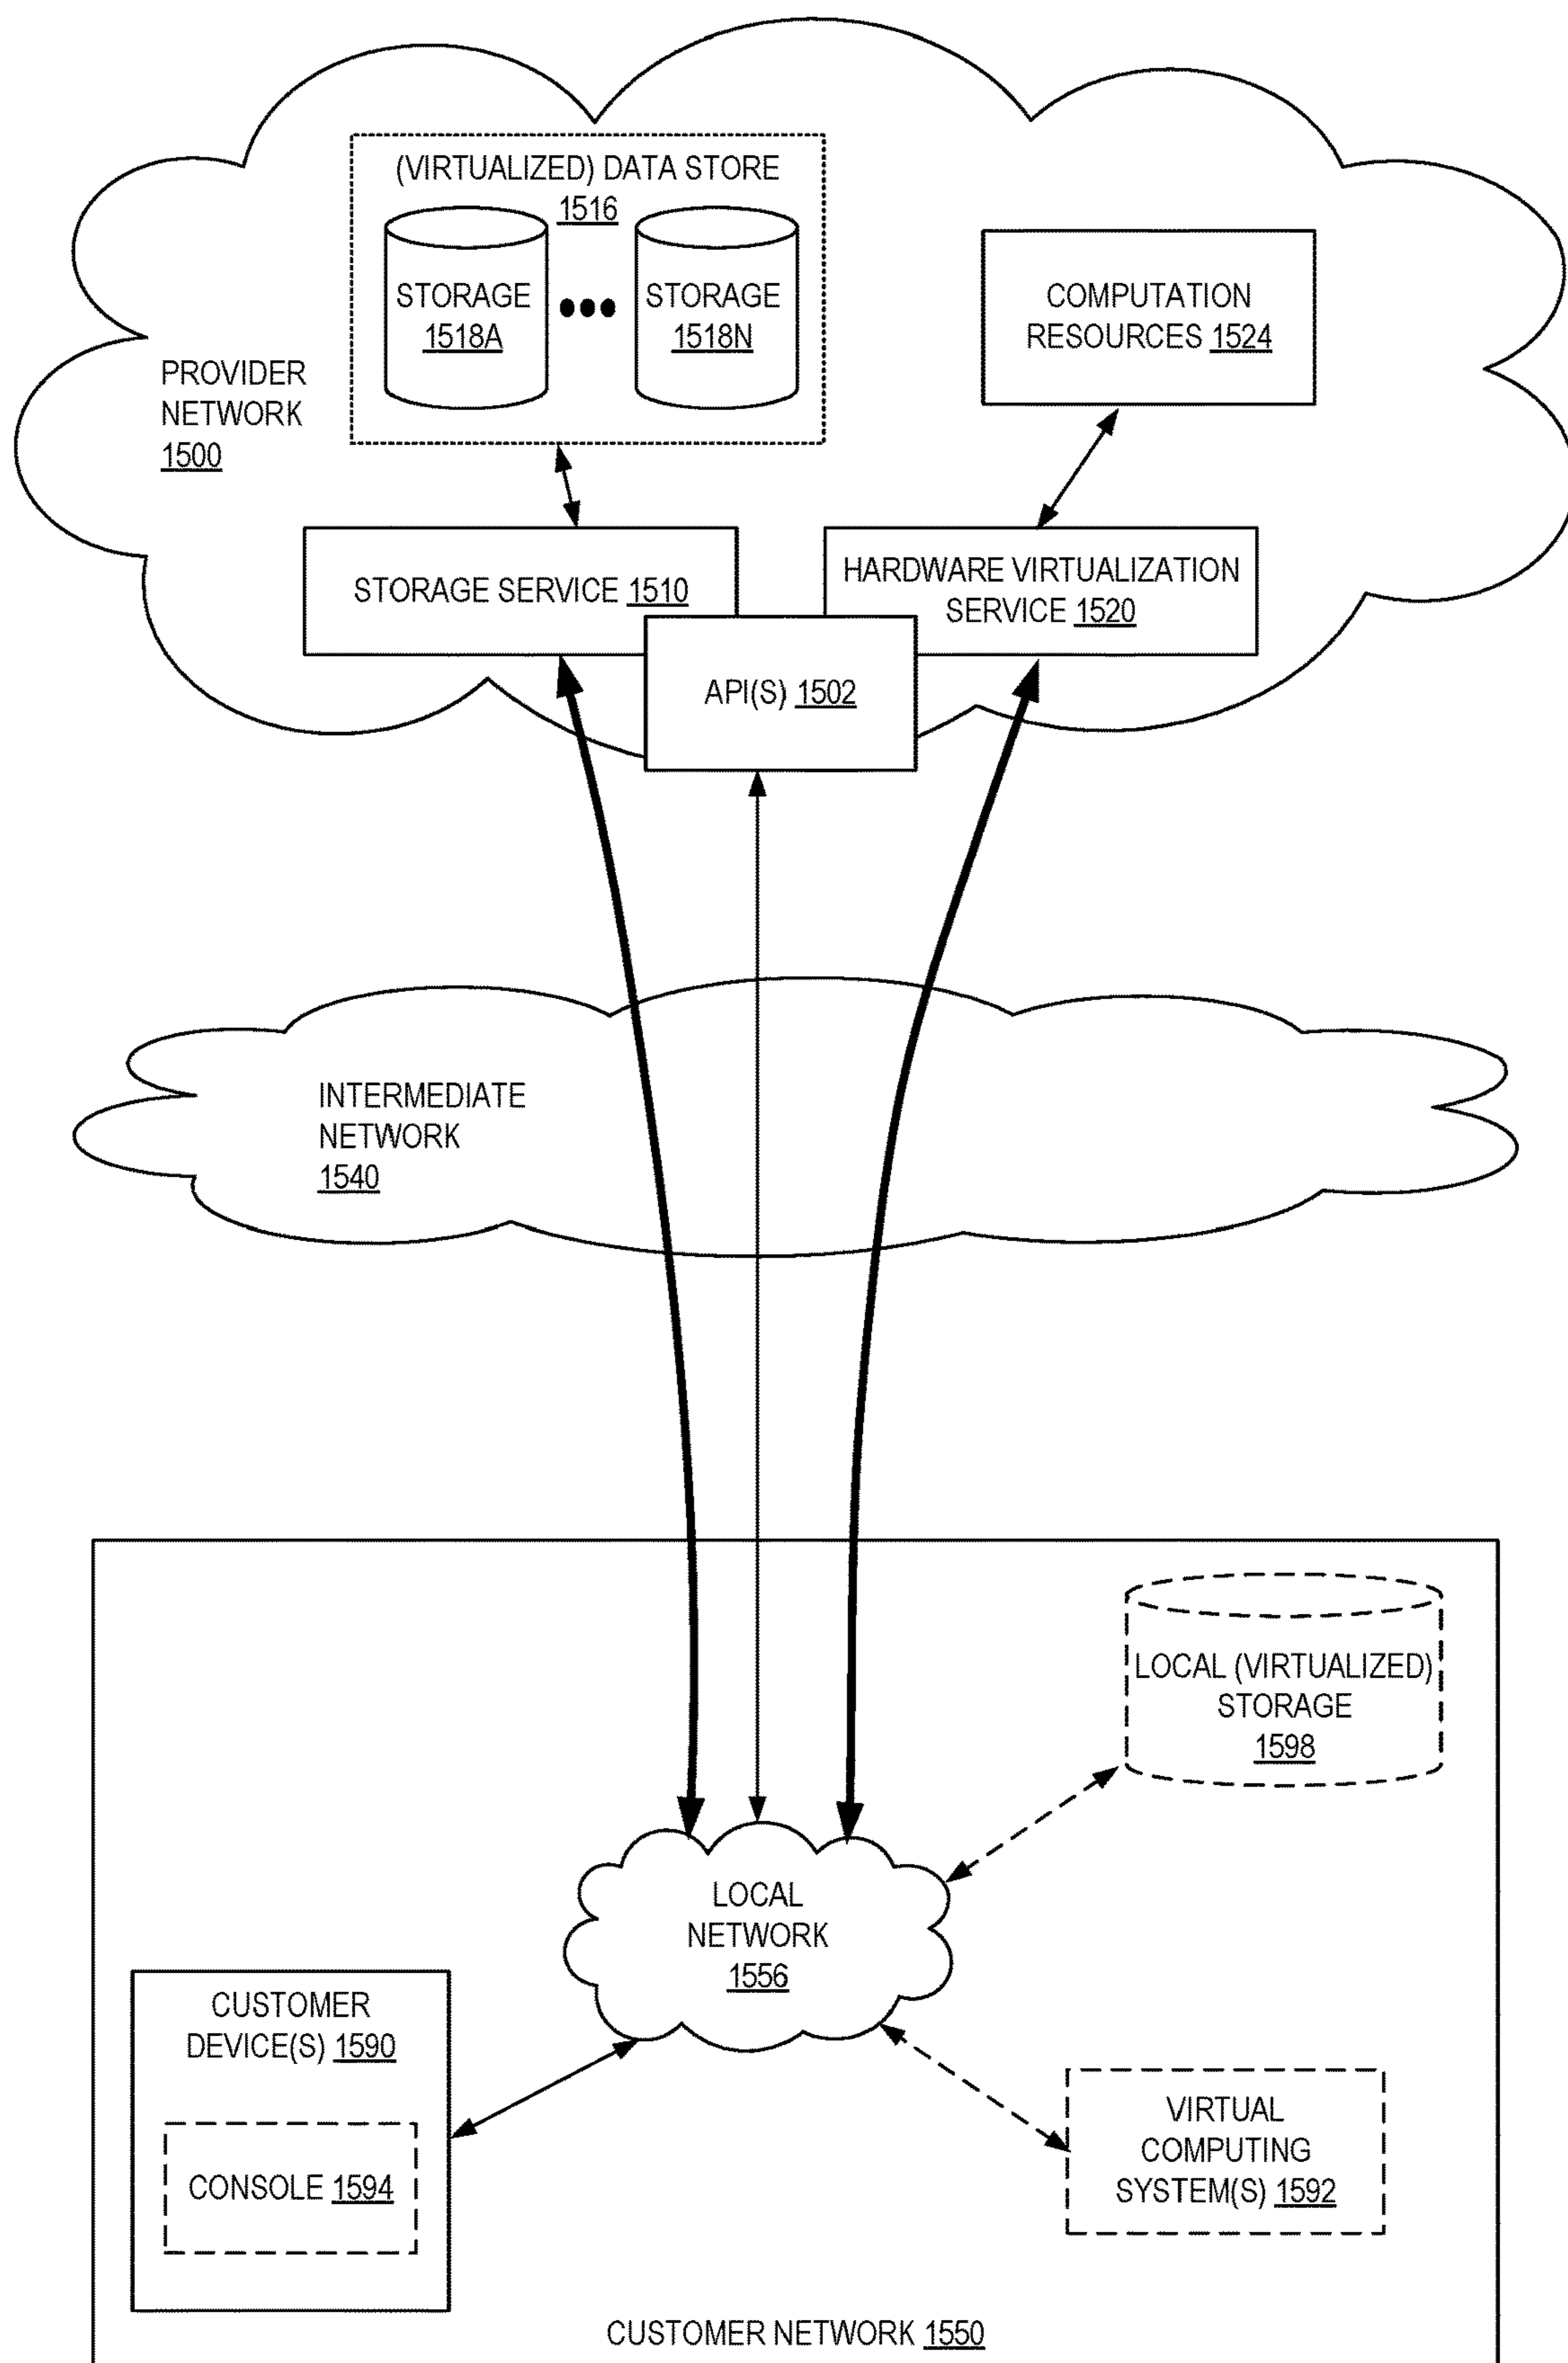 (VIRTUALIZED) DATA STORE
1516
STORAGE
1518A
STORAGE
1518N
COMPUTATION
RESOURCES 1524
PROVIDER
NETWORK
1500
STORAGE SERVICE 1510
HARDWARE VIRTUALIZATION
SERVICE 1520
API(S) 1502
INTERMEDIATE
NETWORK
1540
LOCAL (VIRTUALIZED)
STORAGE
1598
LOCAL
NETWORK
1556
CUSTOMER
DEVICE(S) 1590
CONSOLE 1594
VIRTUAL
COMPUTING
SYSTEM(S) 1592
CUSTOMER NETWORK 1550